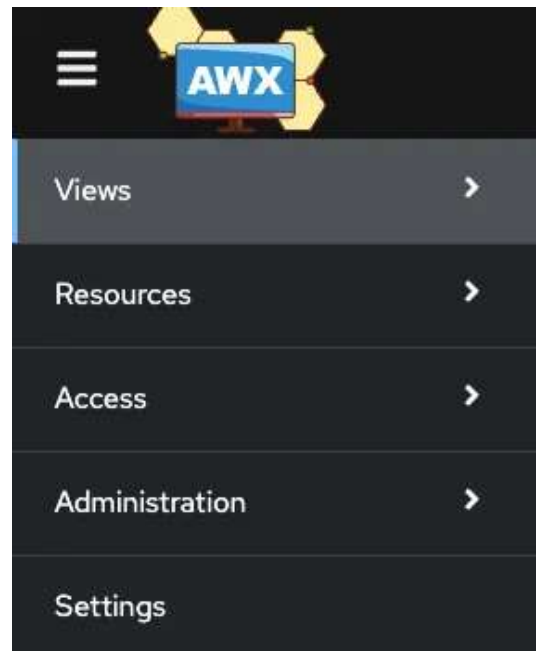 AWX
Views
Resources
Access
Administration
Settings